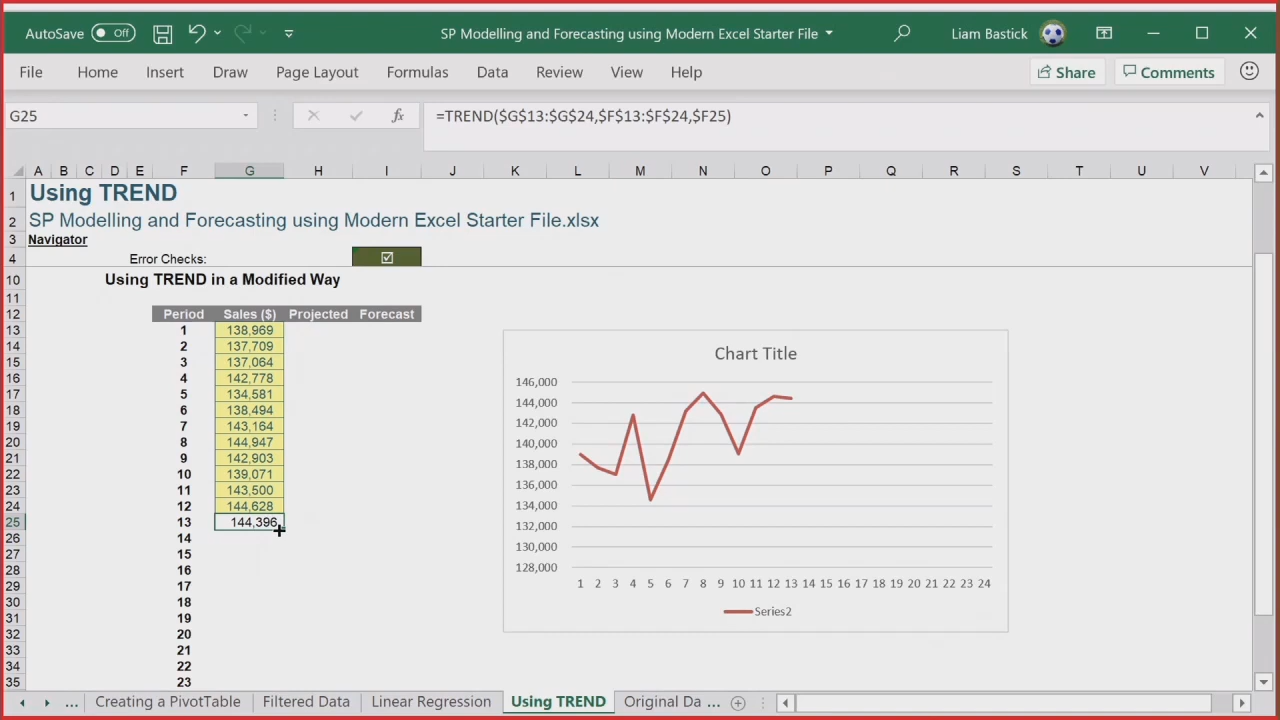 AutoSave Off SP Modelling and Forecasting using Modern Excel Starter File Liam Bastick
File Home Insert Draw Page Layout Formulas Data Review View Help Share Comments
G25 fx =TREND($G$13:$G$24,$F$13:$F$24,$F25)
A B C D E F G H I J K L M N O P Q R S T U V
1 Using TREND
2 SP Modelling and Forecasting using Modern Excel Starter File.xlsx
3 Navigator
4 Error Checks:
10 Using TREND in a Modified Way
11
12 Period Sales ($) Projected Forecast
13 1 138,969
14 2 137,709
15 3 137,064
16 4 142,778
17 5 134,581
18 6 138,494
19 7 143,164
20 8 144,947
21 9 142,903
22 10 139,071
23 11 143,500
24 12 144,628
25 13 144,396
26 14
27 15
28 16
29 17
30 18
31 19
32 20
33 21
34 22
35 23
Chart Title
146,000
144,000
142,000
140,000
138,000
136,000
134,000
132,000
130,000
128,000
1 2 3 4 5 6 7 8 9 10 11 12 13 14 15 16 17 18 19 20 21 22 23 24
Series2
... Creating a PivotTable Filtered Data Linear Regression Using TREND Original Da ...